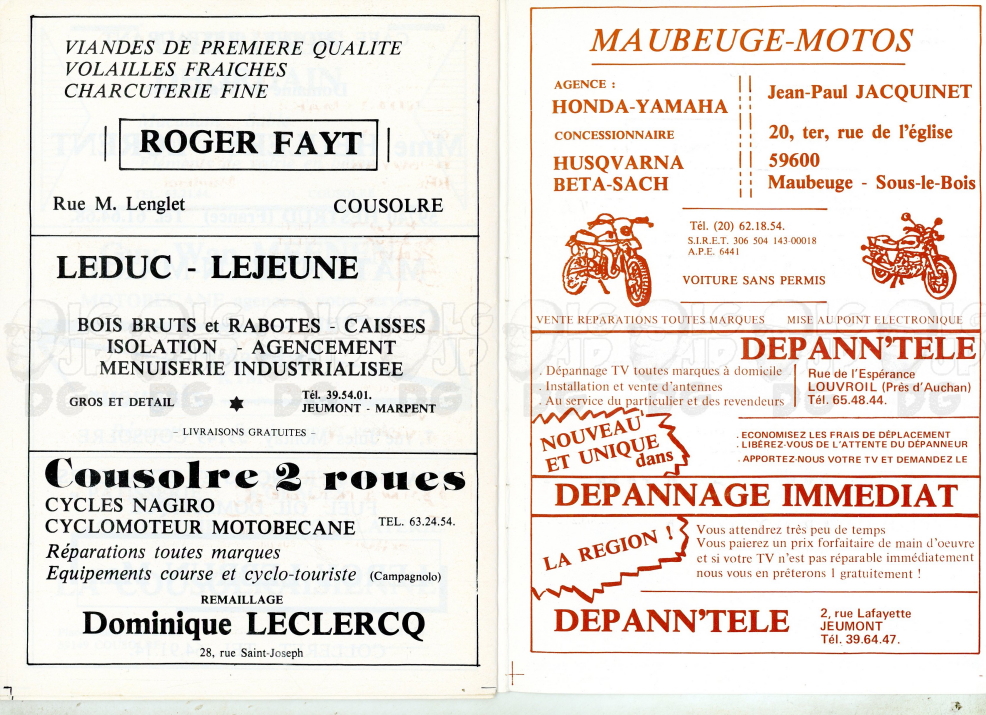 VIANDES DE PREMIERE QUALITE
VOLAILLES FRAICHES
CHARCUTERIE FINE
ROGER FAYT
Rue M. Lenglet COUSOLRE
LEDUC - LEJEUNE
BOIS BRUTS et RABOTES - CAISSES
ISOLATION - AGENCEMENT
MENUISERIE INDUSTRIALISEE
GROS ET DETAIL
Tél. 39.54.01.
JEUMONT - MARPENT
- LIVRAISONS GRATUITES -
Cousolre 2 roues
CYCLES NAGIRO
CYCLOMOTEUR MOTOBECANE TEL. 63.24.54.
Réparations toutes marques
Equipements course et cyclo-touriste (Campagnolo)
REMAILLAGE
Dominique LECLERCQ
28, rue Saint-Joseph
MAUBEUGE-MOTOS
AGENCE :
HONDA-YAMAHA
CONCESSIONNAIRE
HUSQVARNA
BETA-SACH
Jean-Paul JACQUINET
20, ter, rue de l'église
59600
Maubeuge - Sous-le-Bois
Tél. (20) 62.18.54.
S.I.R.E.T. 306 504 143-00018
A.P.E. 6441
VOITURE SANS PERMIS
VENTE REPARATIONS TOUTES MARQUES MISE AU POINT ELECTRONIQUE
DEPANN'TELE
. Dépannage TV toutes marques à domicile
. Installation et vente d'antennes
. Au service du particulier et des revendeurs
Rue de l'Espérance
LOUVROIL (Près d'Auchan)
Tél. 65.48.44.
NOUVEAU
ET UNIQUE
dans
. ECONOMISEZ LES FRAIS DE DÉPLACEMENT
. LIBÉREZ-VOUS DE L'ATTENTE DU DÉPANNEUR
. APPORTEZ-NOUS VOTRE TV ET DEMANDEZ LE
DEPANNAGE IMMEDIAT
LA REGION !
Vous attendrez très peu de temps
Vous paierez un prix forfaitaire de main d'oeuvre
et si votre TV n'est pas réparable immédiatement
nous vous en prêterons 1 gratuitement !
DEPANN'TELE
2, rue Lafayette
JEUMONT
Tél. 39.64.47.